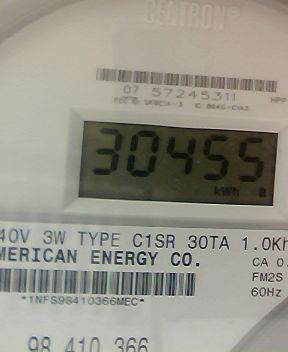 CENTRON®
07 57245311
30455
kWh
40V 3W TYPE C1SR 30TA 1.0Kh
MERICAN ENERGY CO.
CA 0.
FM2S
60Hz
*1NFS98410366MEC*
98 410 366